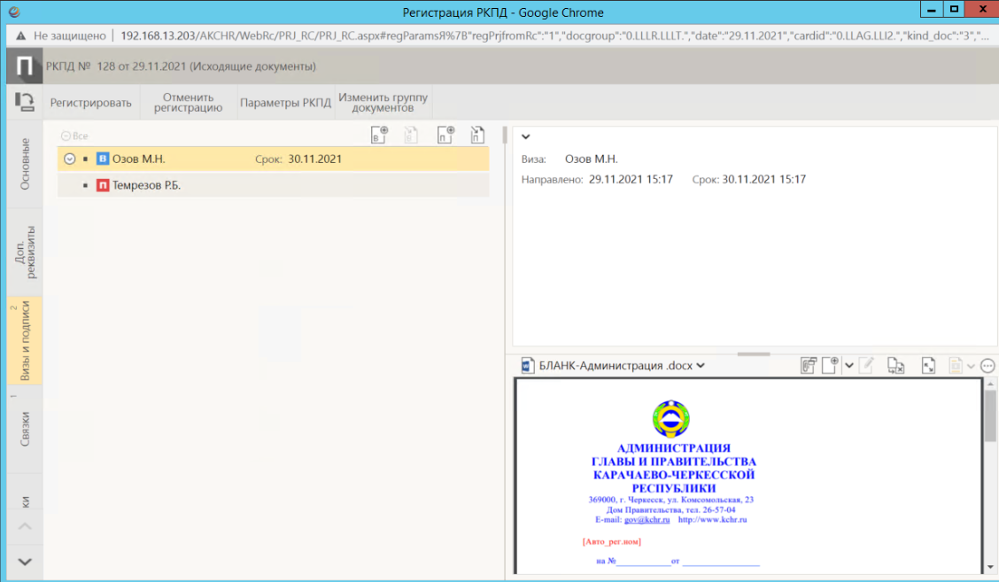 Регистрация РКПД - Google Chrome
Не защищено | 192.168.13.203/AKCHR/WebRc/PRJ_RC/PRJ_RC.aspx#regParamsЯ%7B"regPrjfromRc":"1","docgroup":"0.LLLR.LLLT.","date":"29.11.2021","cardid":"0.LLAG.LLI2.","kind_doc":"3","...
П РКПД № 128 от 29.11.2021 (Исходящие документы)
Регистрировать
Отменить регистрацию
Параметры РКПД
Изменить группу документов
Основные
Доп. реквизиты
Визы и подписи 2
Связки 1
ки
Все
В Озов М.Н. Срок: 30.11.2021
П Темрезов Р.Б.
Виза: Озов М.Н.
Направлено: 29.11.2021 15:17 Срок: 30.11.2021 15:17
БЛАНК-Администрация .docx
АДМИНИСТРАЦИЯ
ГЛАВЫ И ПРАВИТЕЛЬСТВА
КАРАЧАЕВО-ЧЕРКЕССКОЙ
РЕСПУБЛИКИ
369000, г. Черкесск, ул. Комсомольская, 23
Дом Правительства, тел. 26-57-04
E-mail: gov@kchr.ru http://www.kchr.ru
[Авто_рег.ном]
на №____________от ________________